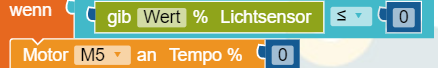 wenn gib Wert % Lichtsensor ≤ 0
Motor M5 an Tempo % 0